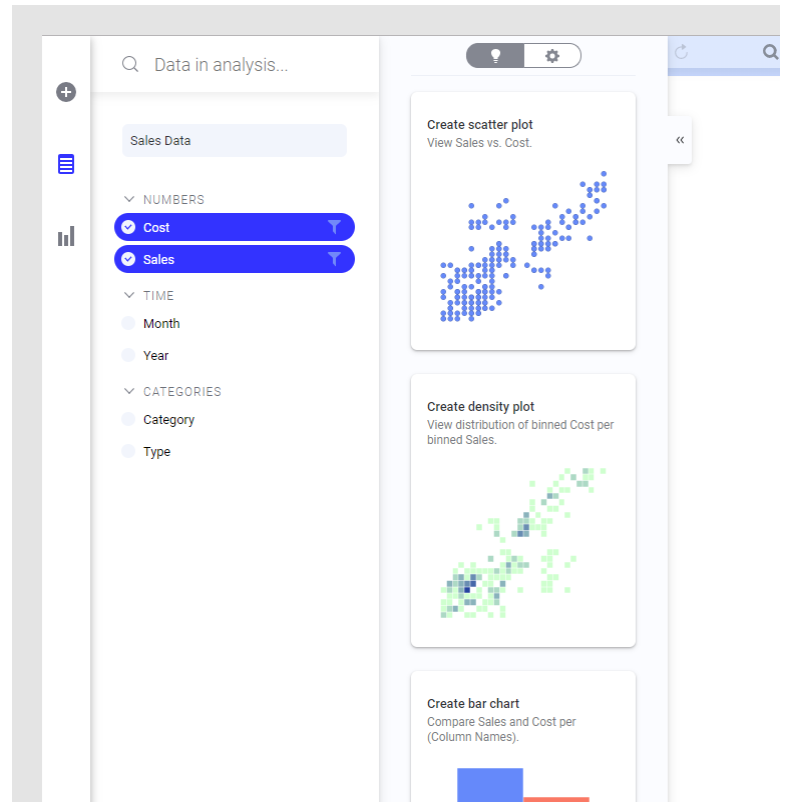 Data in analysis...
Sales Data
NUMBERS
Cost
Sales
TIME
Month
Year
CATEGORIES
Category
Type
Create scatter plot
View Sales vs. Cost.
Create density plot
View distribution of binned Cost per
binned Sales.
Create bar chart
Compare Sales and Cost per
(Column Names).